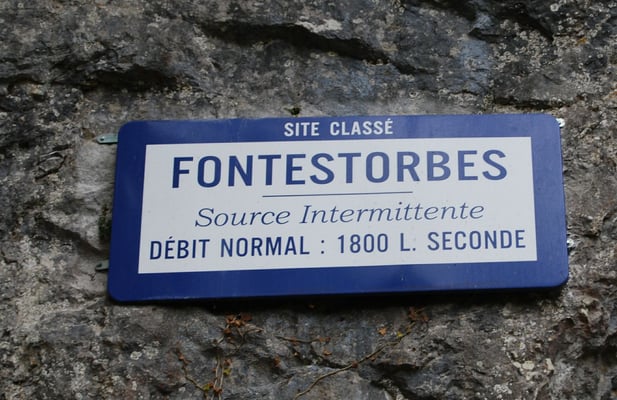 SITE CLASSÉ
FONTESTORBES
Source Intermittente
DÉBIT NORMAL : 1800 L. SECONDE